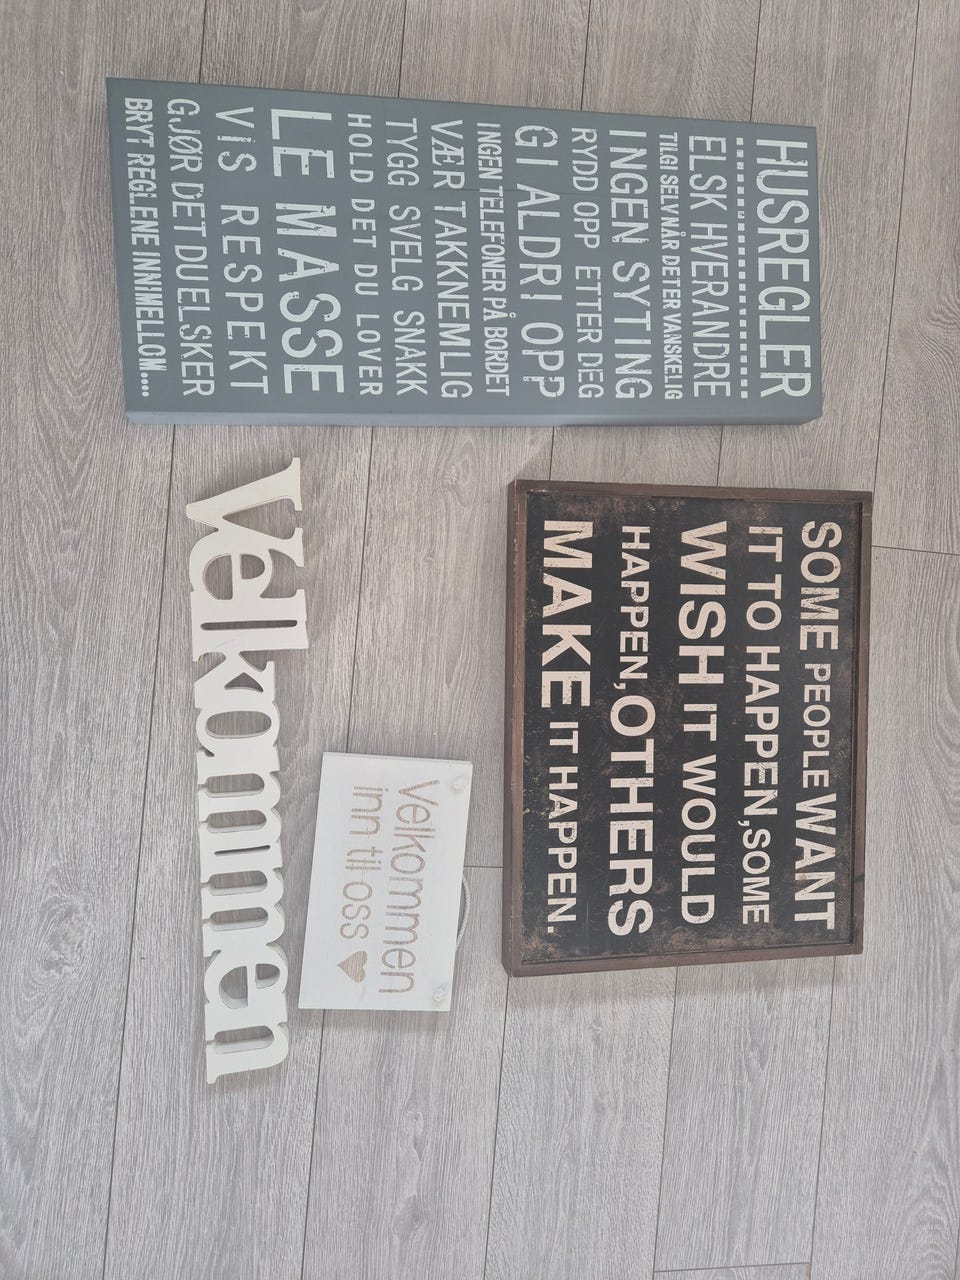 HUSREGLER
ELSK HVERANDRE
TILGI SELV NÅR DET ER VANSKELIG
INGEN SYTING
RYDD OPP ETTER DEG
GI ALDRI OPP
INGEN TELEFONER PÅ BORDET
VÆR TAKKNEMLIG
TYGG SVELG SNAKK
HOLD DET DU LOVER
LE MASSE
VIS RESPEKT
GJØR DET DU ELSKER
BRYT REGLENE INNIMELLOM....
SOME PEOPLE WANT
IT TO HAPPEN, SOME
WISH IT WOULD
HAPPEN, OTHERS
MAKE IT HAPPEN.
Velkommen
inn til oss
Velkommen